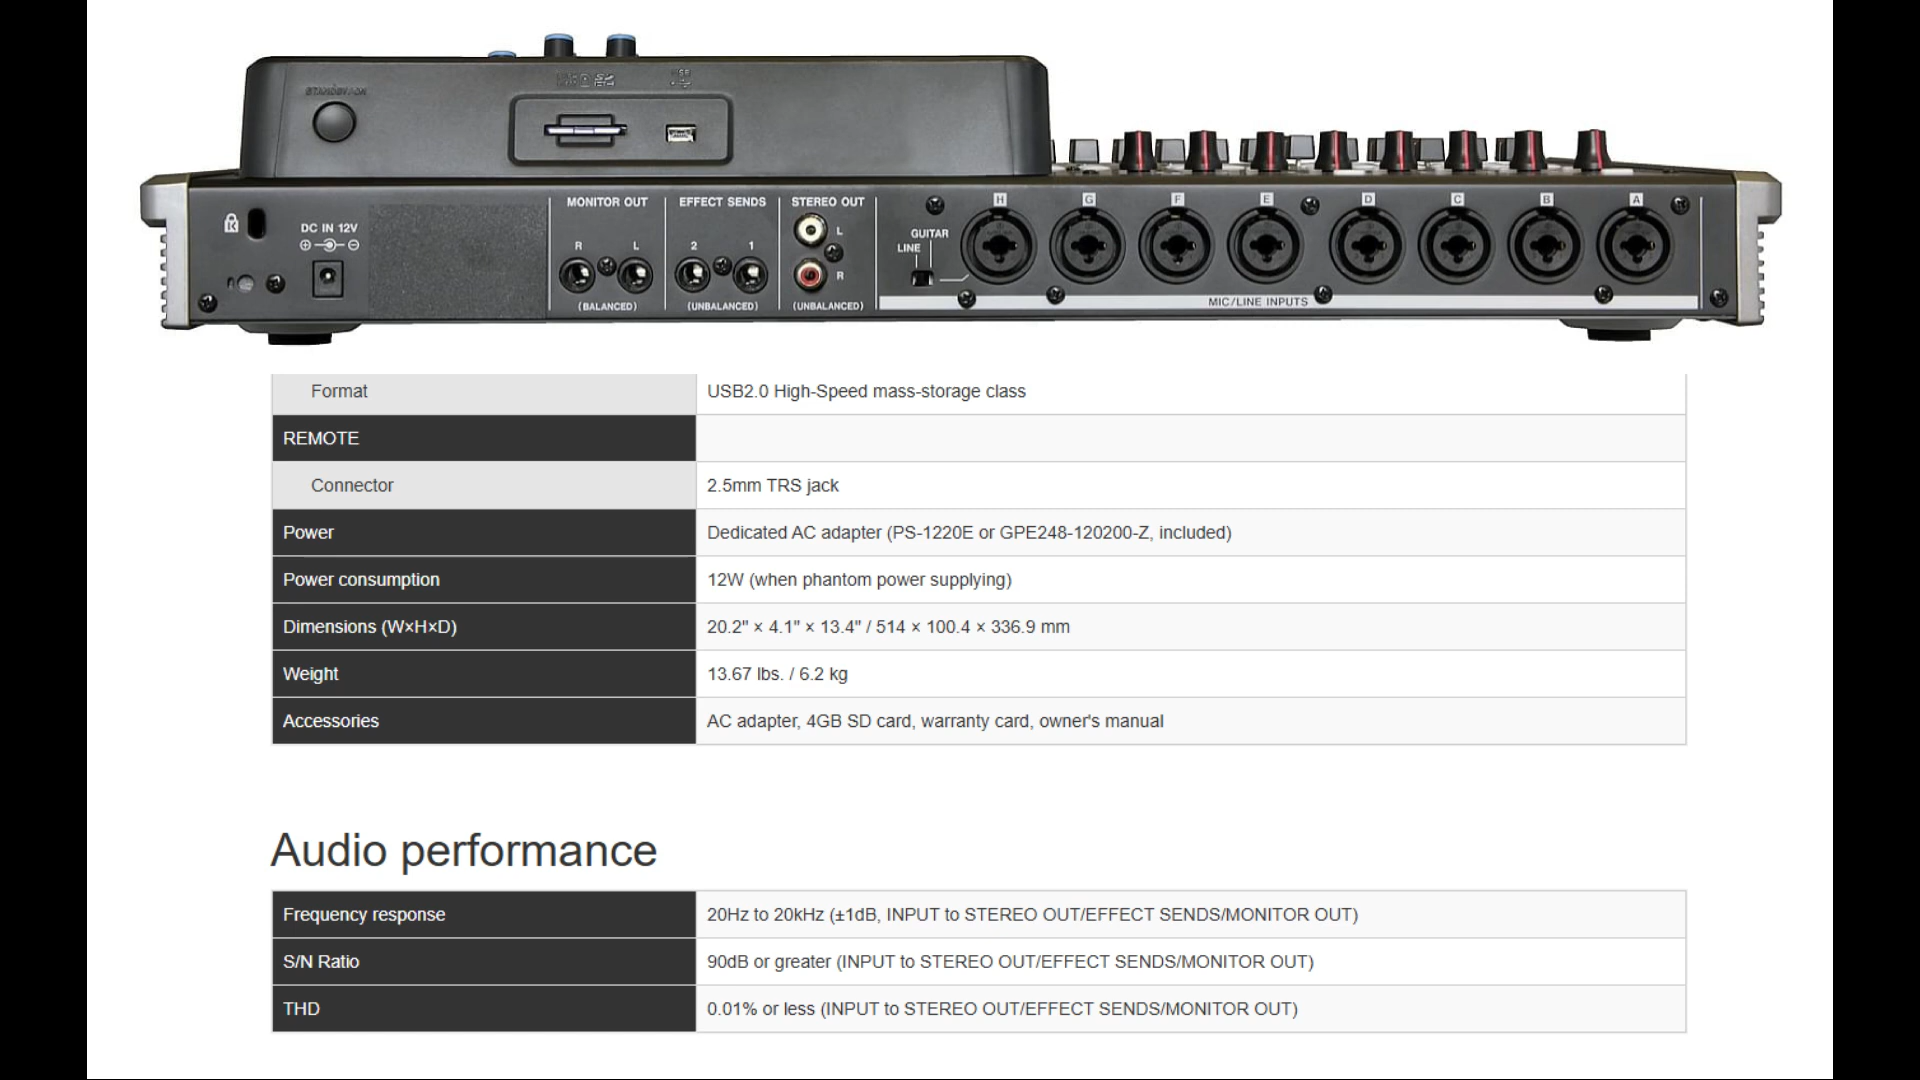 STANDBY/ON
USB
DC IN 12V
MONITOR OUT
R L
(BALANCED)
EFFECT SENDS
2 1
(UNBALANCED)
STEREO OUT
L
R
(UNBALANCED)
GUITAR
LINE
H G F E D C B A
MIC/LINE INPUTS
Format USB2.0 High-Speed mass-storage class
REMOTE
Connector 2.5mm TRS jack
Power Dedicated AC adapter (PS-1220E or GPE248-120200-Z, included)
Power consumption 12W (when phantom power supplying)
Dimensions (W×H×D) 20.2" × 4.1" × 13.4" / 514 × 100.4 × 336.9 mm
Weight 13.67 lbs. / 6.2 kg
Accessories AC adapter, 4GB SD card, warranty card, owner's manual
Audio performance
Frequency response 20Hz to 20kHz (±1dB, INPUT to STEREO OUT/EFFECT SENDS/MONITOR OUT)
S/N Ratio 90dB or greater (INPUT to STEREO OUT/EFFECT SENDS/MONITOR OUT)
THD 0.01% or less (INPUT to STEREO OUT/EFFECT SENDS/MONITOR OUT)